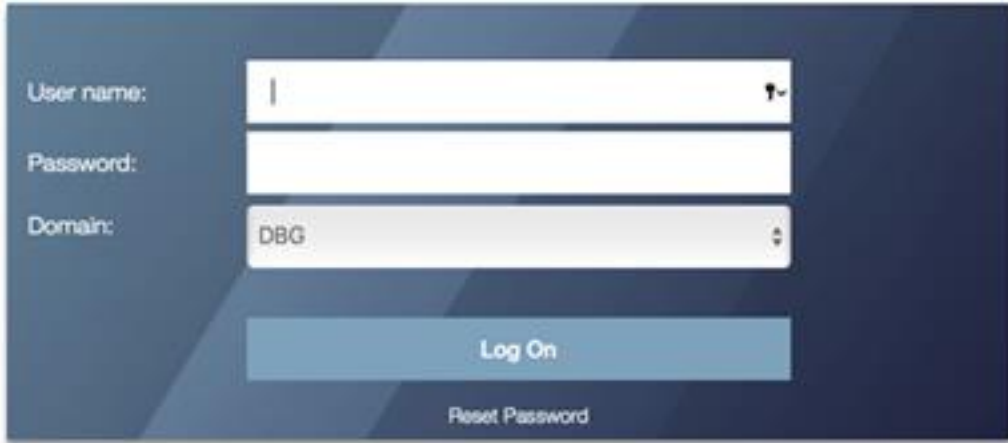 User name:
Password:
Domain:
DBG
Log On
Reset Password